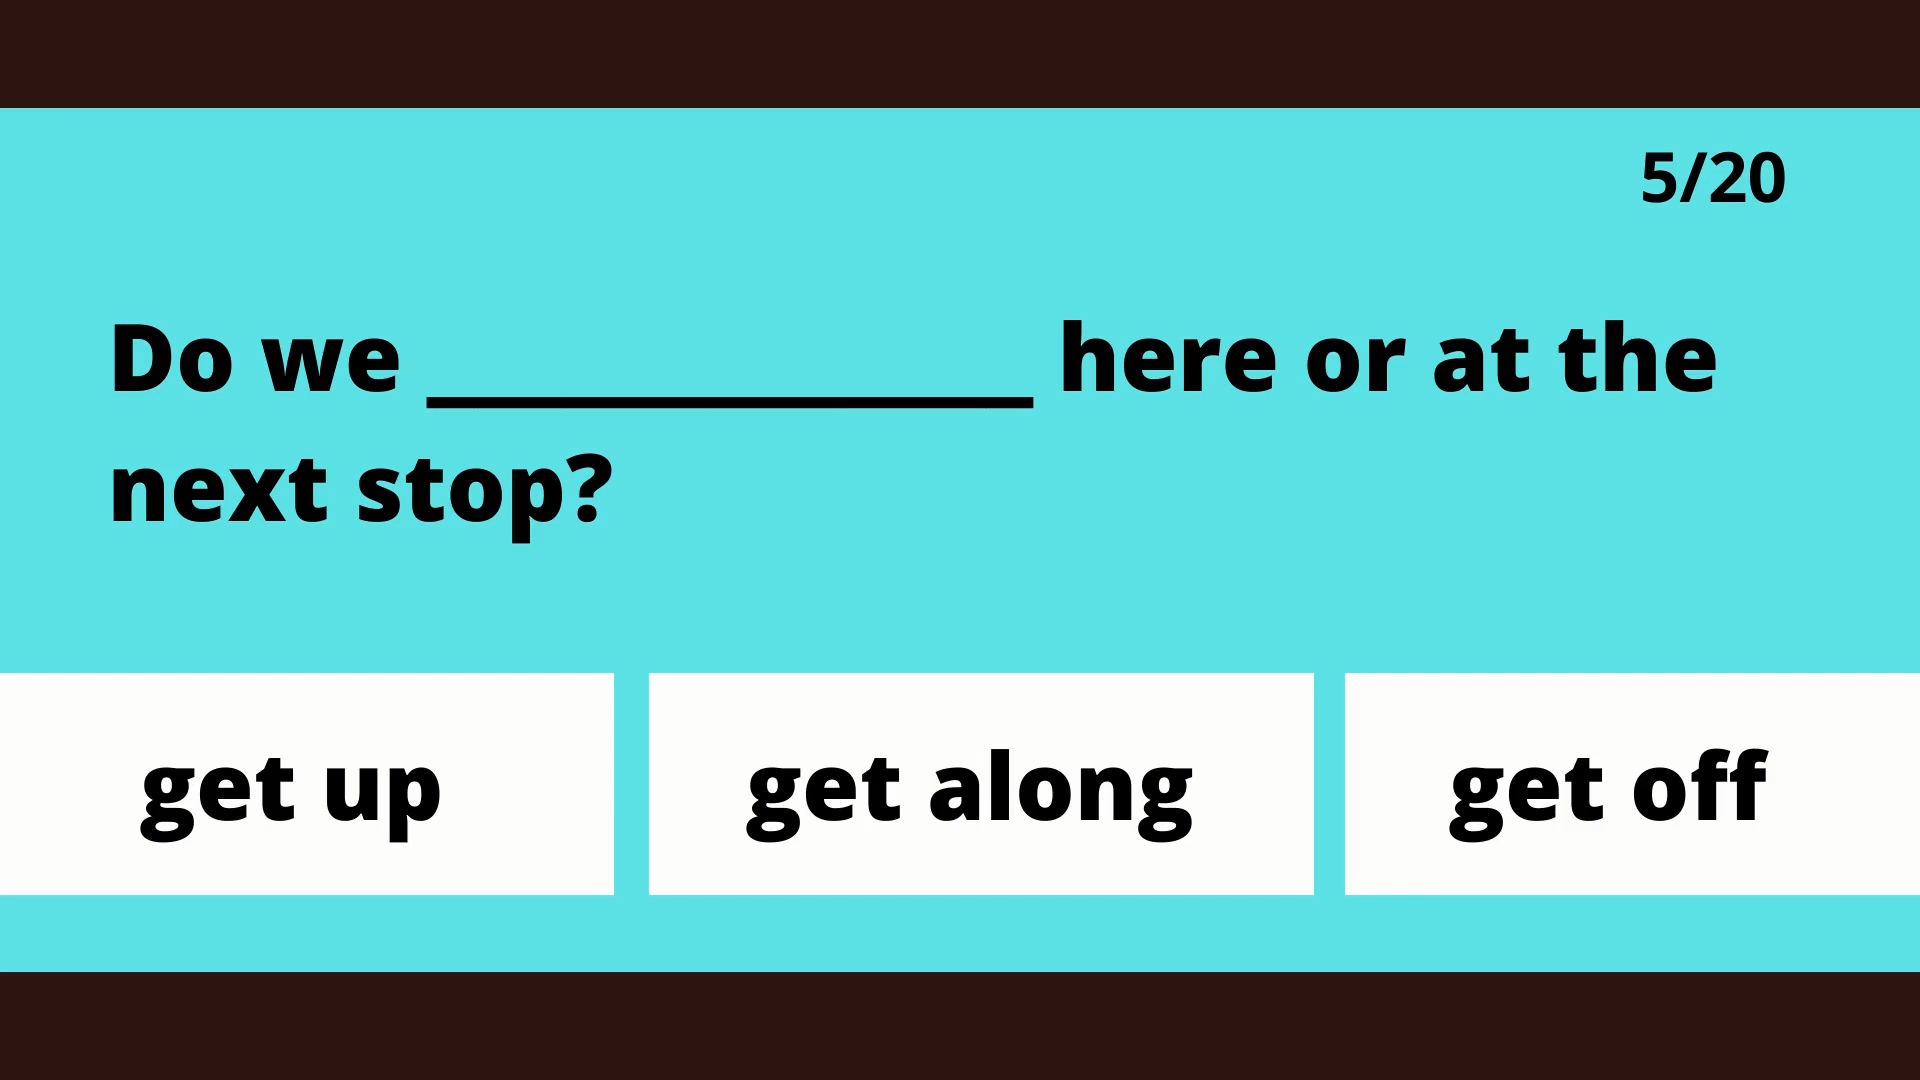 5/20
Do we ______________ here or at the
next stop?
get up
get along
get off